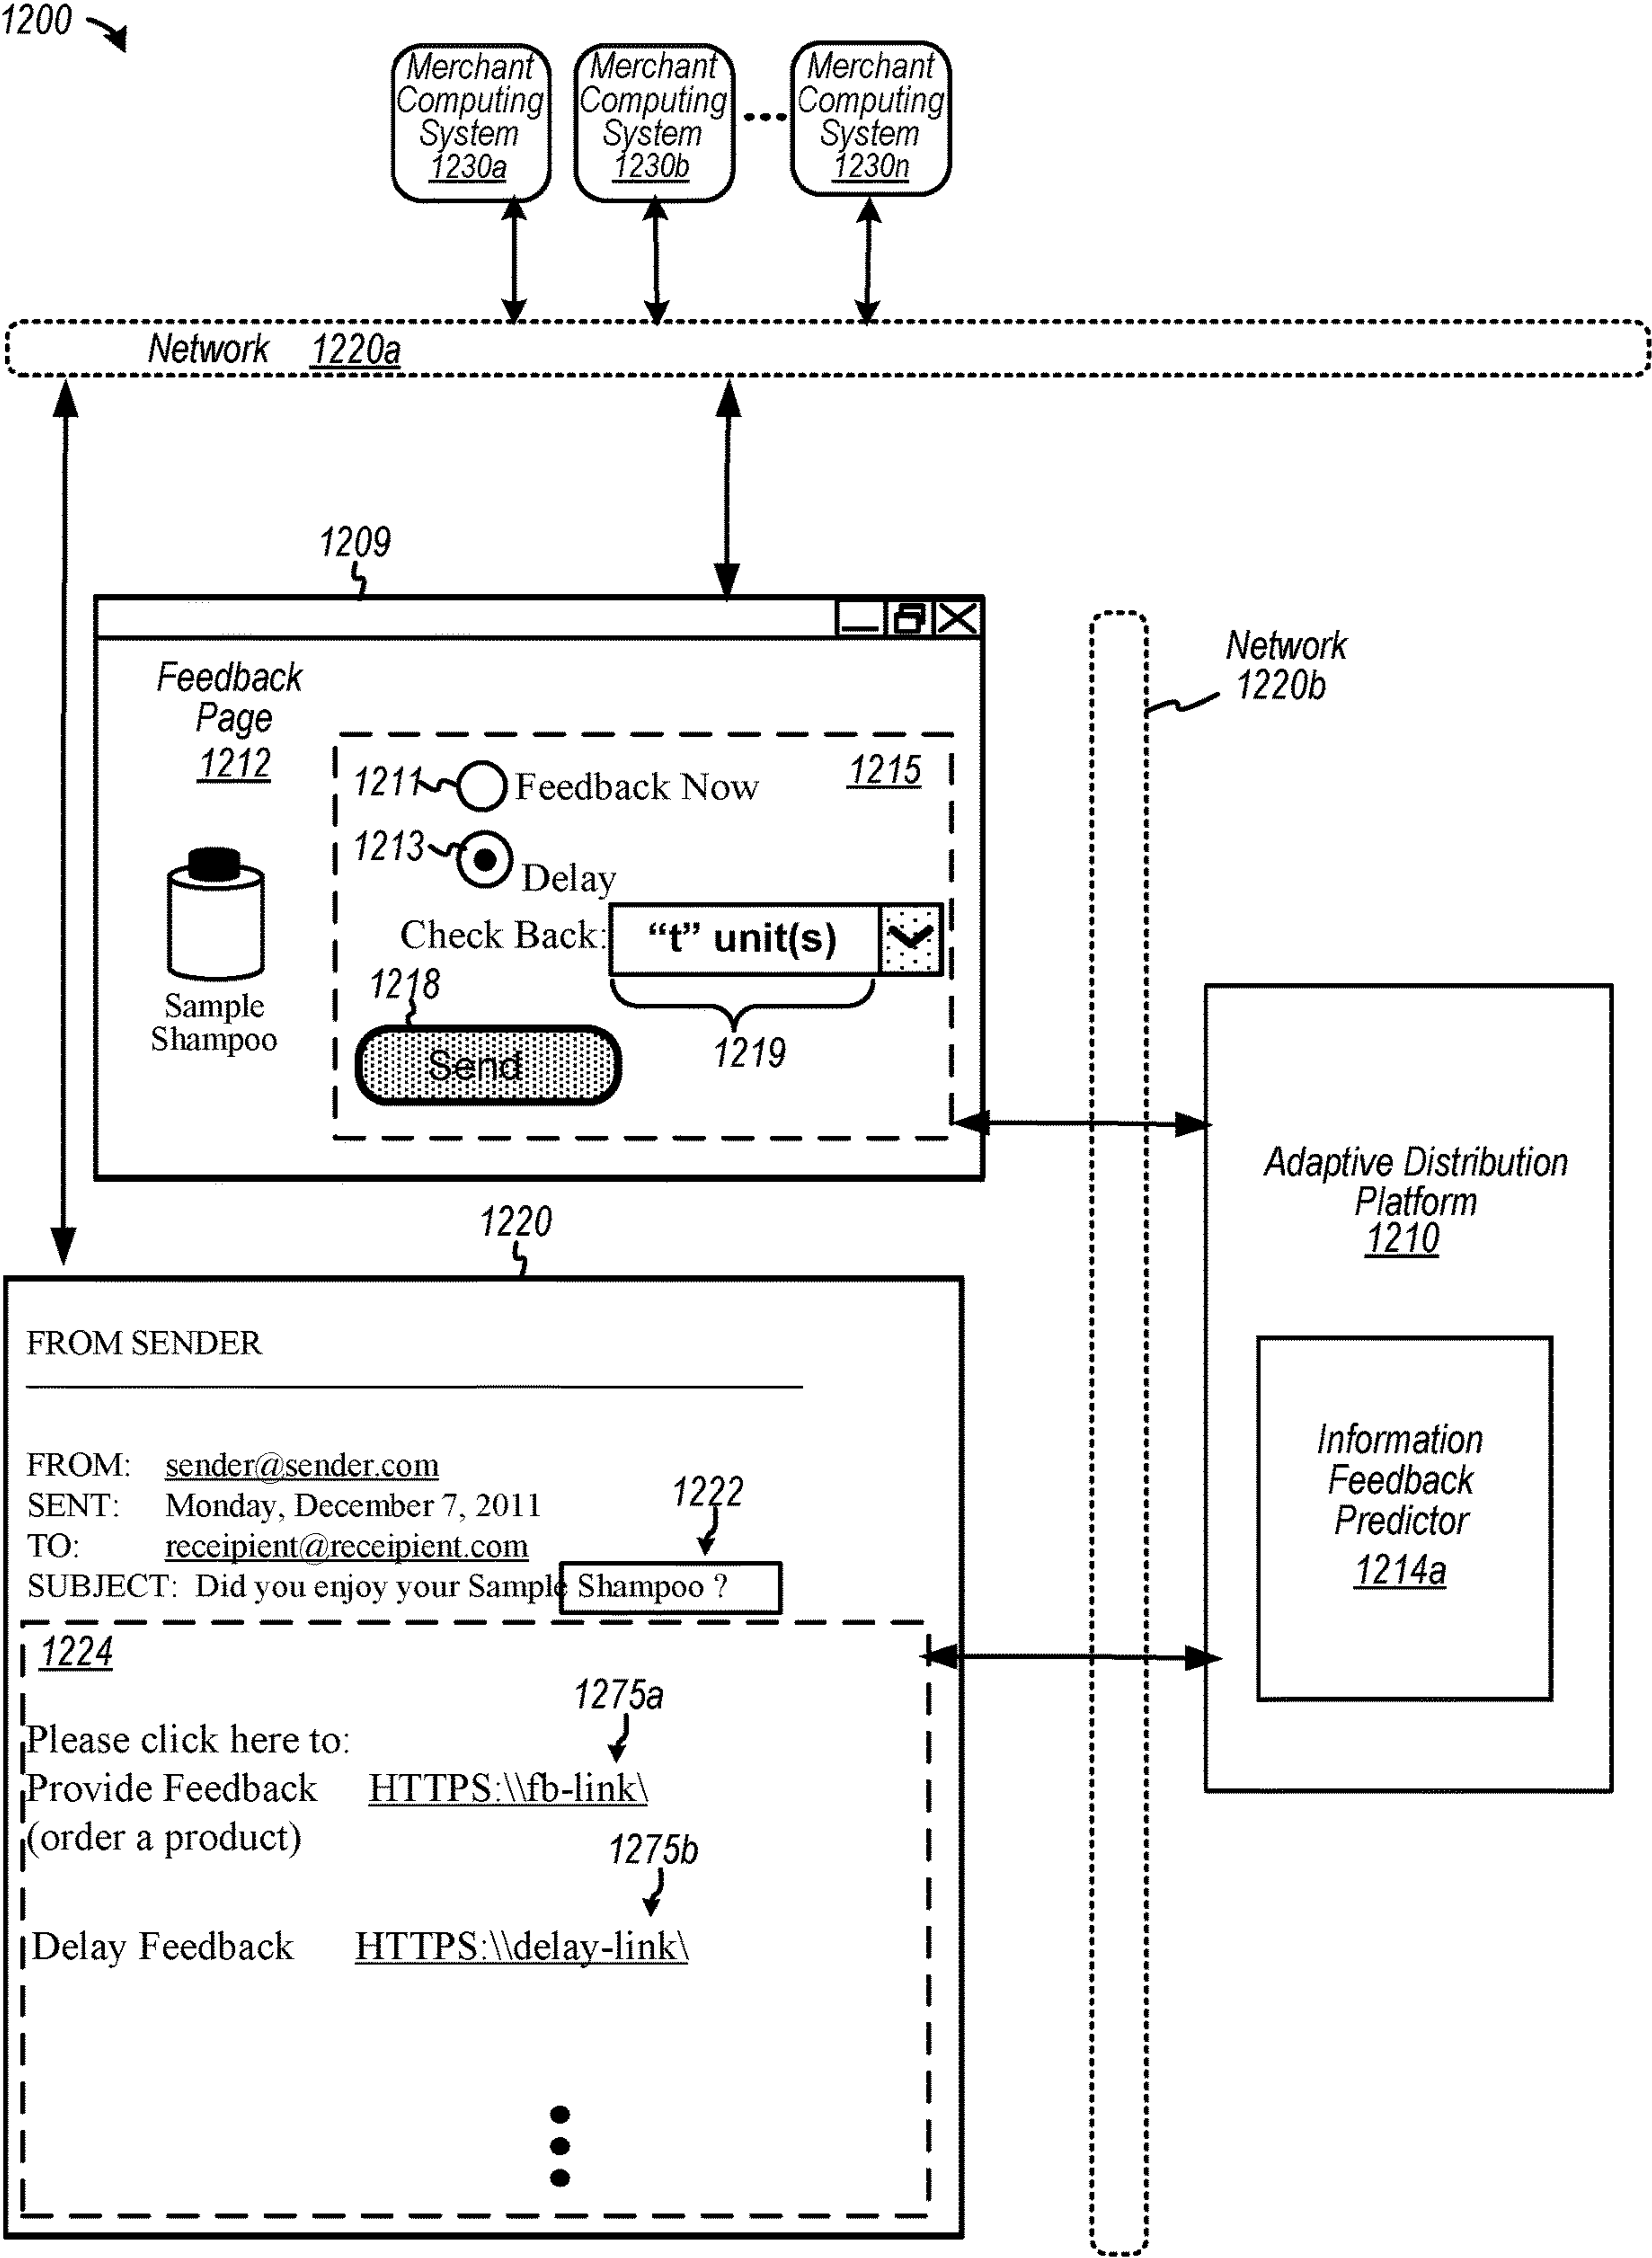 1200
Merchant
Computing
System
1230a
Merchant
Computing
System
1230b
Merchant
Computing
System
1230n
Network 1220a
1209
Feedback
Page
1212
1211
Feedback Now
1215
1213
Delay
Check Back:
“t” unit(s)
1218
Send
1219
Sample
Shampoo
Network
1220b
Adaptive Distribution
Platform
1210
Information
Feedback
Predictor
1214a
1220
FROM SENDER
FROM: sender@sender.com
SENT: Monday, December 7, 2011
1222
TO: receipient@receipient.com
SUBJECT: Did you enjoy your Sample Shampoo ?
1224
1275a
Please click here to:
Provide Feedback HTTPS:\\fb-link\
(order a product)
1275b
Delay Feedback HTTPS:\\delay-link\